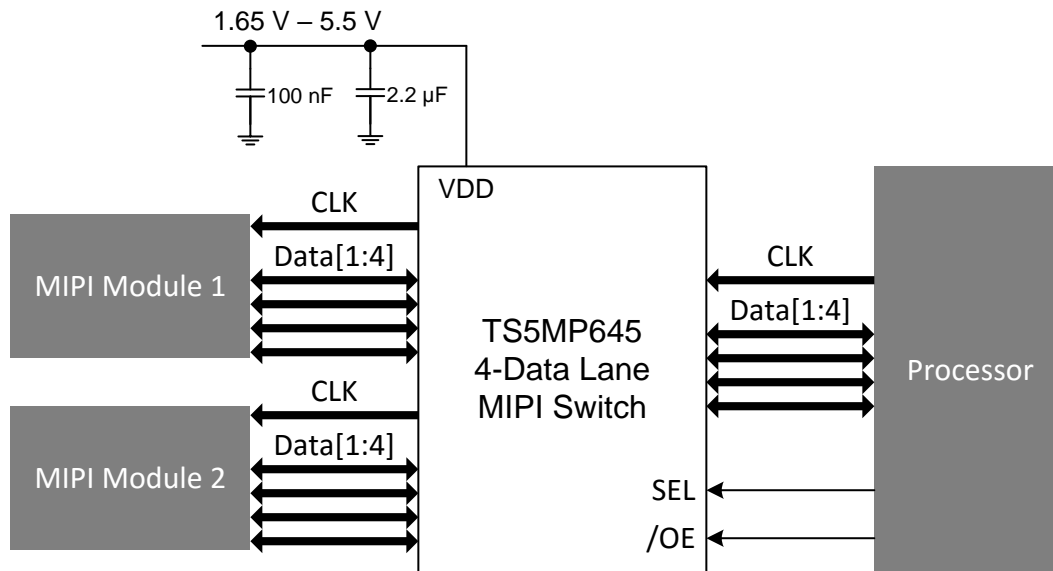 1.65 V – 5.5 V
100 nF
2.2 µF
VDD
CLK
Data[1:4]
MIPI Module 1
CLK
Data[1:4]
MIPI Module 2
TS5MP645
4-Data Lane
MIPI Switch
CLK
Data[1:4]
Processor
SEL
/OE